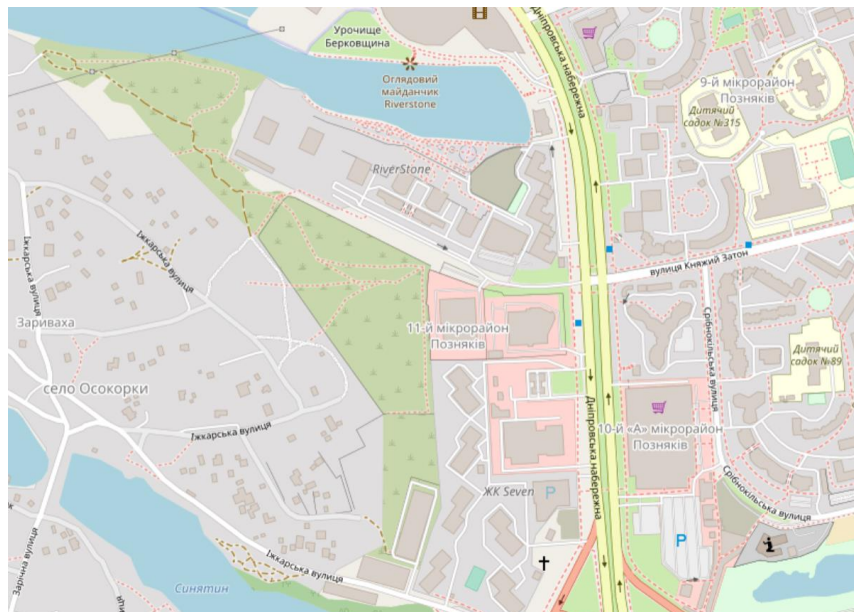 Урочище
Берковщина
Оглядовий
майданчик
Riverstone
Дніпровська набережна
9-й мікрорайон
Позняків
Дитячий
садок №315
RiverStone
вулиця Княжий Затон
Іжкарська вулиця
Іжкарська вулиця
Зариваха
11-й мікрорайон
Позняків
Срібнокільська вулиця
Дитячий
садок №89
село Осокорки
Іжкарська вулиця
Дніпровська набережна
10-й «А» мікрорайон
Позняків
ЖК Seven
P
P
Срібнокільська вулиця
i
Зарічна вулиця
Синятин
Іжкарська вулиця